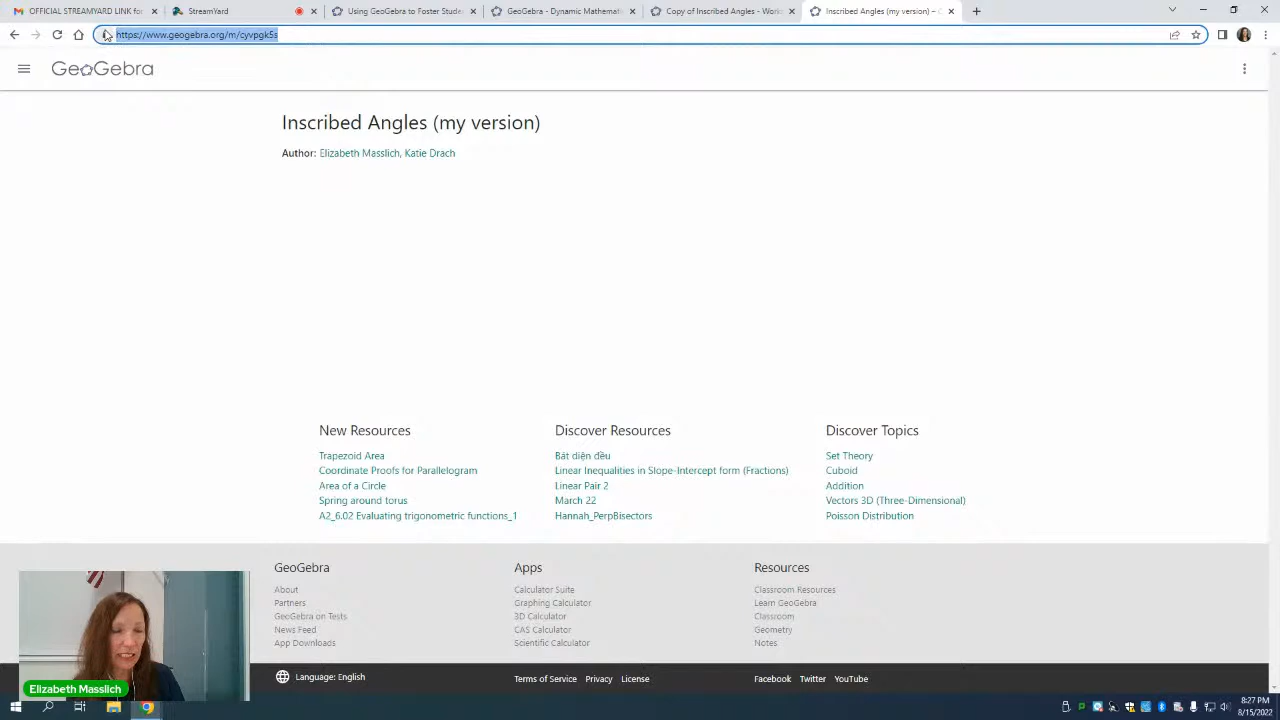 OFFICIAL STREAMYARD LINK for
StreamYard
Using GeoGebra to Foster Stude
GeoGebra - Dynamic Mathemati
Copy of Inscribed Angles - Work
Inscribed Angles (my version) – G
https://www.geogebra.org/m/cyvpgk5s
GeoGebra
Inscribed Angles (my version)
Author: Elizabeth Masslich, Katie Drach
New Resources
Trapezoid Area
Coordinate Proofs for Parallelogram
Area of a Circle
Spring around torus
A2_6.02 Evaluating trigonometric functions_1
Discover Resources
Bát diện đều
Linear Inequalities in Slope-Intercept form (Fractions)
Linear Pair 2
March 22
Hannah_PerpBisectors
Discover Topics
Set Theory
Cuboid
Addition
Vectors 3D (Three-Dimensional)
Poisson Distribution
GeoGebra
About
Partners
GeoGebra on Tests
News Feed
App Downloads
Apps
Calculator Suite
Graphing Calculator
3D Calculator
CAS Calculator
Scientific Calculator
Resources
Classroom Resources
Learn GeoGebra
Classroom
Geometry
Notes
Language: English
Terms of Service Privacy License
Facebook Twitter YouTube
Elizabeth Masslich
8:27 PM
8/15/2022